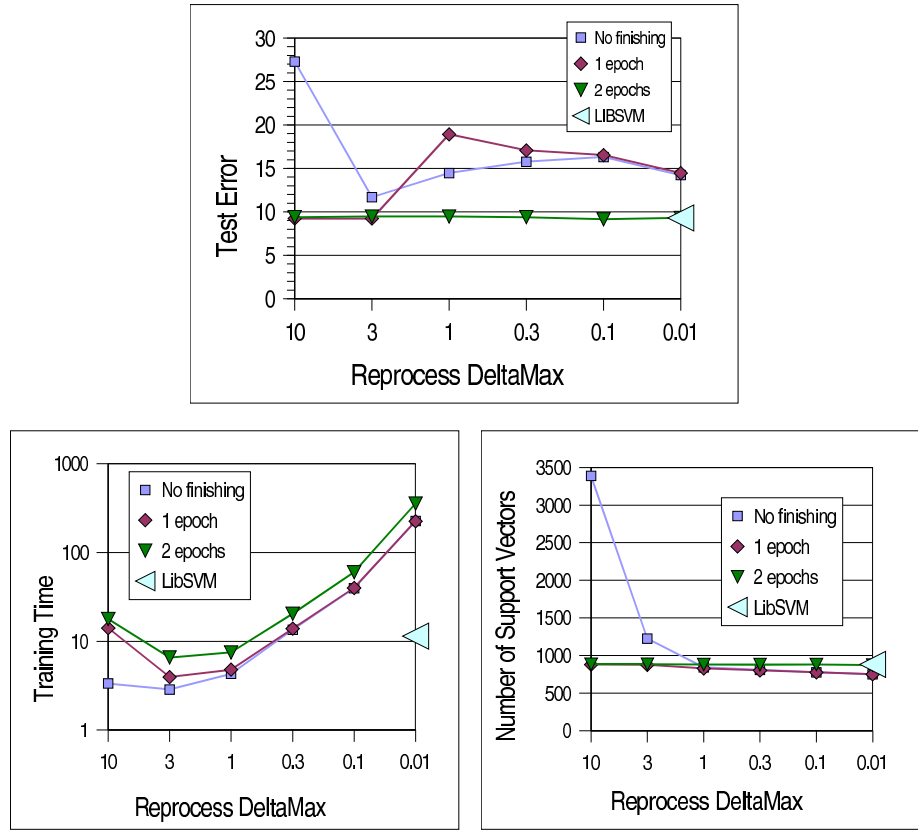 30
25
20
15
10
5
0
Test Error
No finishing
1 epoch
2 epochs
LIBSVM
10 3 1 0.3 0.1 0.01
Reprocess DeltaMax
1000
100
10
1
Training Time
No finishing
1 epoch
2 epochs
LibSVM
10 3 1 0.3 0.1 0.01
Reprocess DeltaMax
3500
3000
2500
2000
1500
1000
500
0
Number of Support Vectors
No finishing
1 epoch
2 epochs
LibSVM
10 3 1 0.3 0.1 0.01
Reprocess DeltaMax